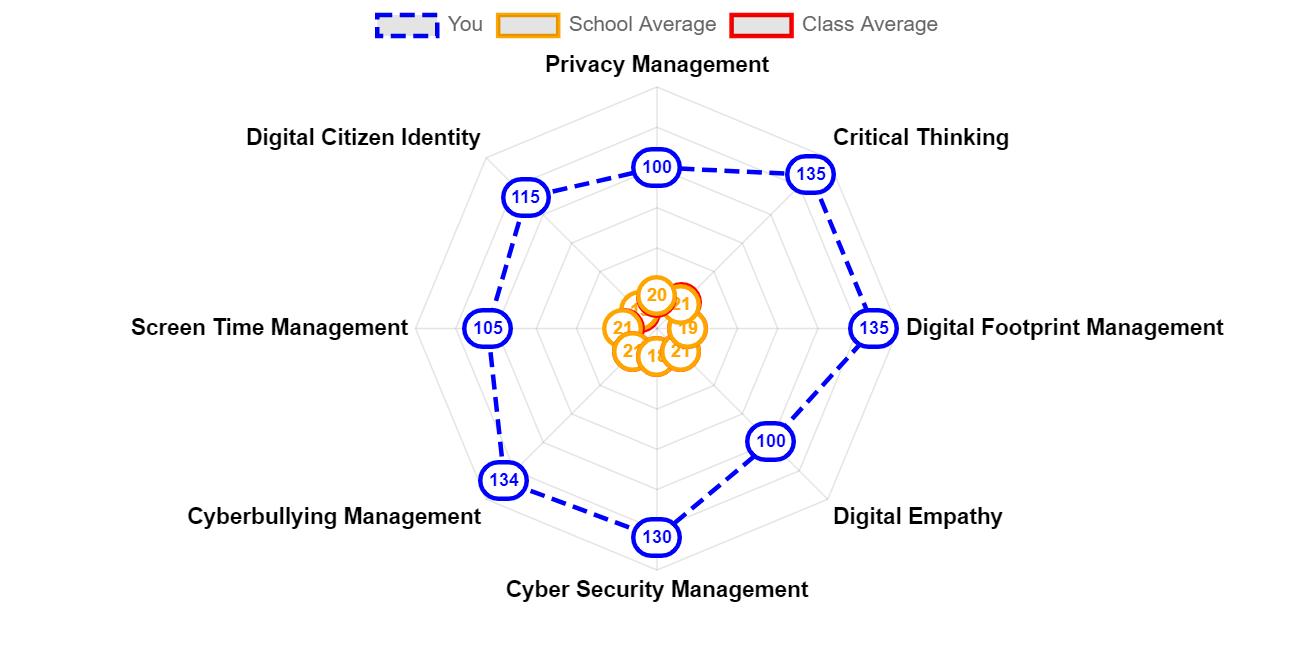 You School Average Class Average
Privacy Management
Digital Citizen Identity Critical Thinking
100
135
115
20
21
Screen Time Management 105 21 19 135 Digital Footprint Management
21
100
134
Cyberbullying Management Digital Empathy
130
Cyber Security Management